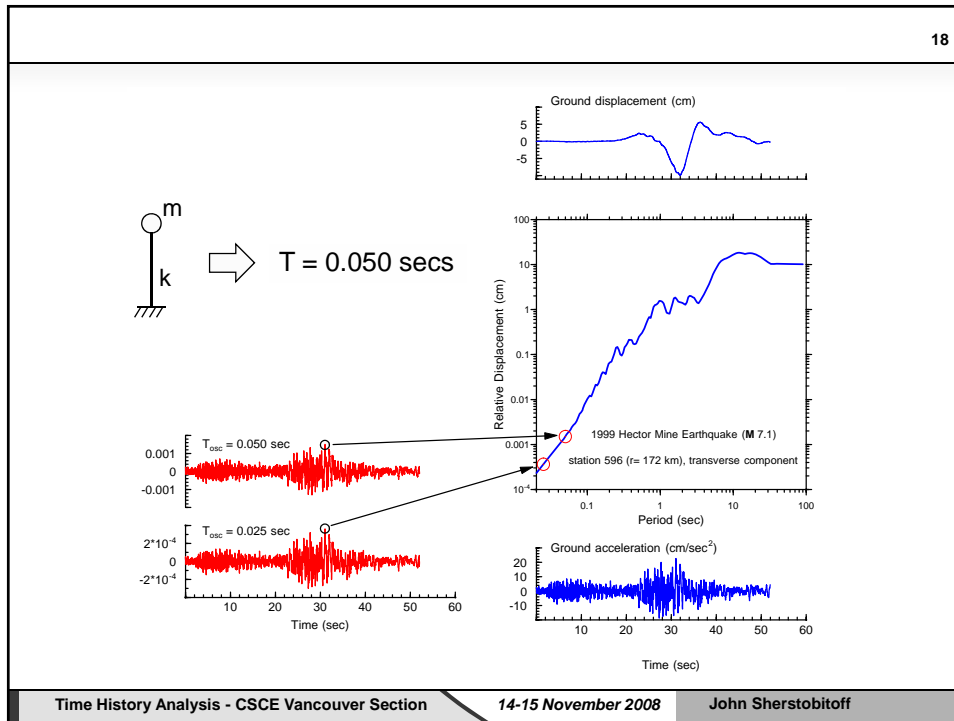 18
Ground displacement (cm)
5
0
-5
m
k
T = 0.050 secs
100
10
1
0.1
0.01
0.001
10⁻⁴
Relative Displacement (cm)
1999 Hector Mine Earthquake (M 7.1)
station 596 (r= 172 km), transverse component
0.1 1 10 100
Period (sec)
Tosc = 0.050 sec
0.001
0
-0.001
Tosc = 0.025 sec
2*10⁻⁴
0
-2*10⁻⁴
10 20 30 40 50 60
Time (sec)
Ground acceleration (cm/sec²)
20
10
0
-10
10 20 30 40 50 60
Time (sec)
Time History Analysis - CSCE Vancouver Section
14-15 November 2008
John Sherstobitoff